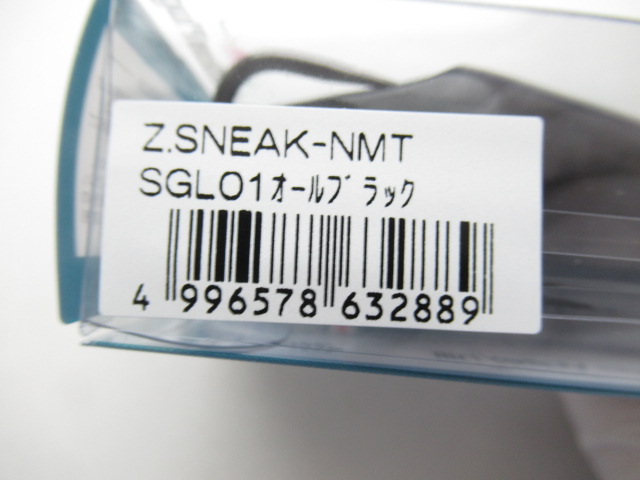 Z.SNEAK-NMT
SGL01ｵｰﾙﾌﾞﾗｯｸ
4 996578 632889